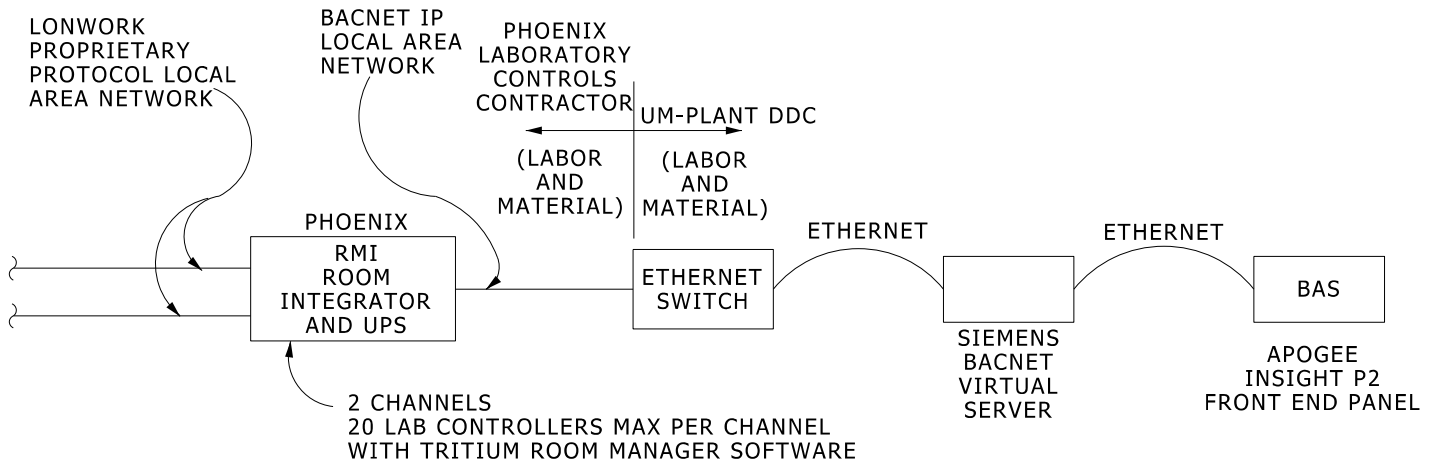 LONWORK
PROPRIETARY
PROTOCOL LOCAL
AREA NETWORK
BACNET IP
LOCAL AREA
NETWORK
PHOENIX
LABORATORY
CONTROLS
CONTRACTOR
UM-PLANT DDC
(LABOR
AND
MATERIAL)
(LABOR
AND
MATERIAL)
PHOENIX
RMI
ROOM
INTEGRATOR
AND UPS
ETHERNET
SWITCH
ETHERNET
SIEMENS
BACNET
VIRTUAL
SERVER
ETHERNET
BAS
APOGEE
INSIGHT P2
FRONT END PANEL
2 CHANNELS
20 LAB CONTROLLERS MAX PER CHANNEL
WITH TRITIUM ROOM MANAGER SOFTWARE